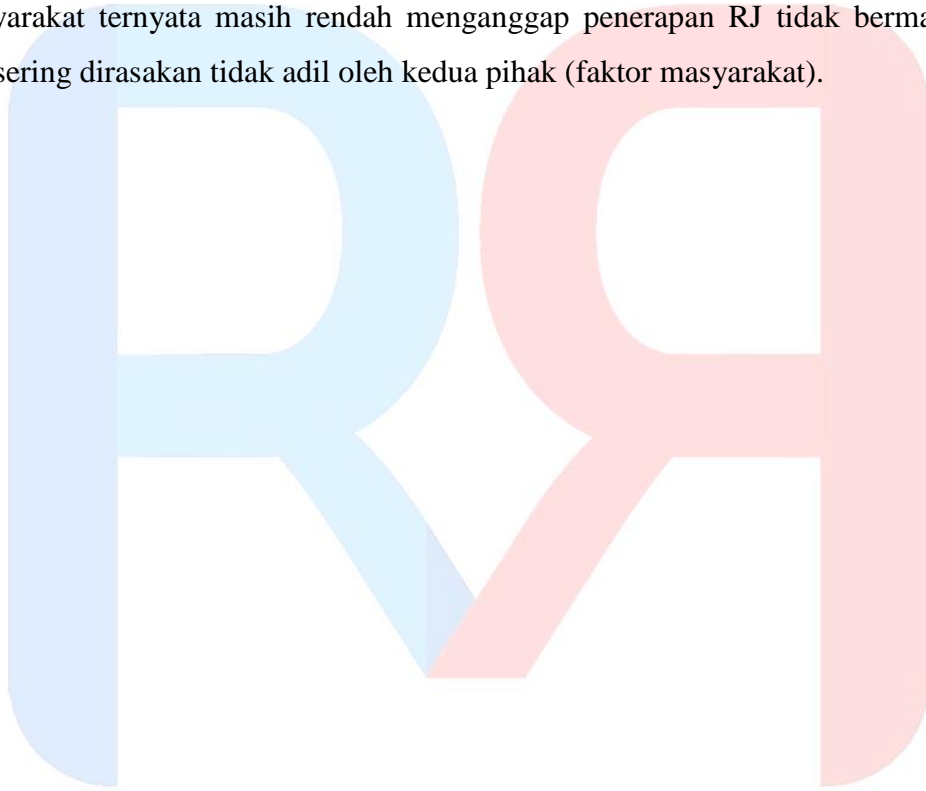 yarakat ternyata masih rendah menganggap penerapan RJ tidak berma
sering dirasakan tidak adil oleh kedua pihak (faktor masyarakat).